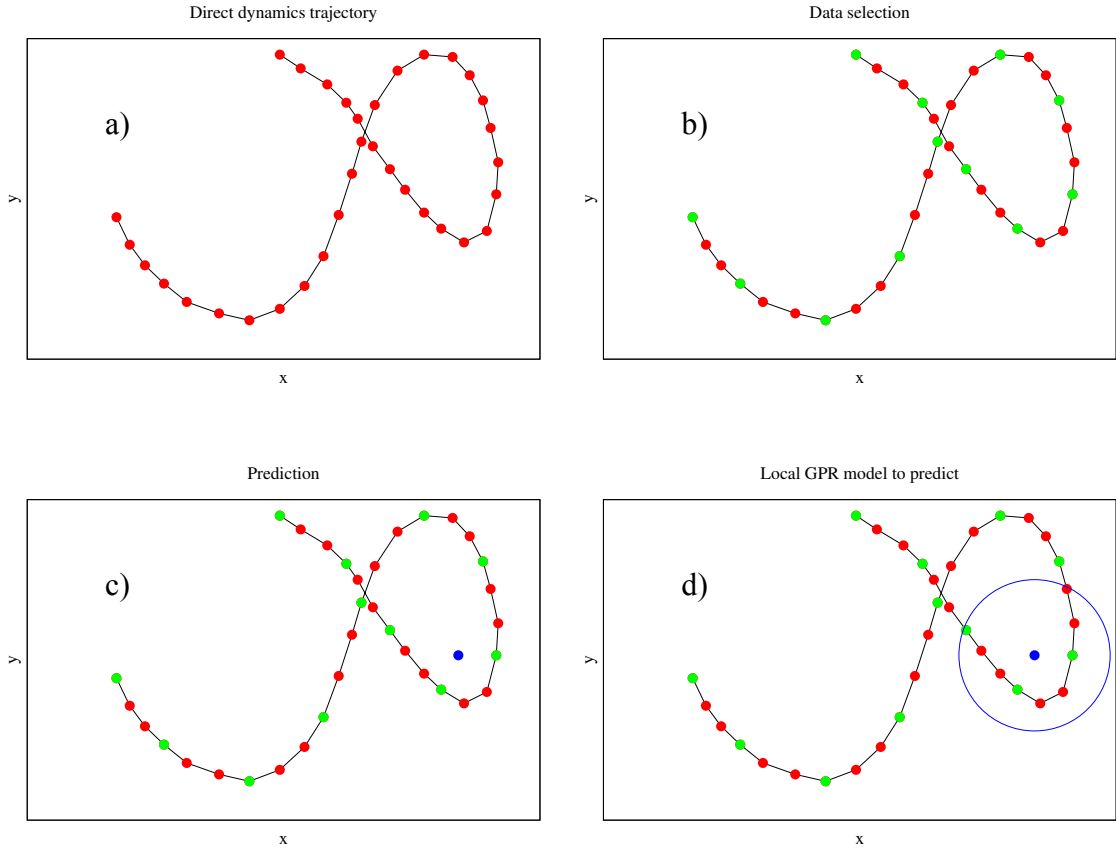 Direct dynamics trajectory
a)
y
x
Data selection
b)
y
x
Prediction
c)
y
x
Local GPR model to predict
d)
y
x